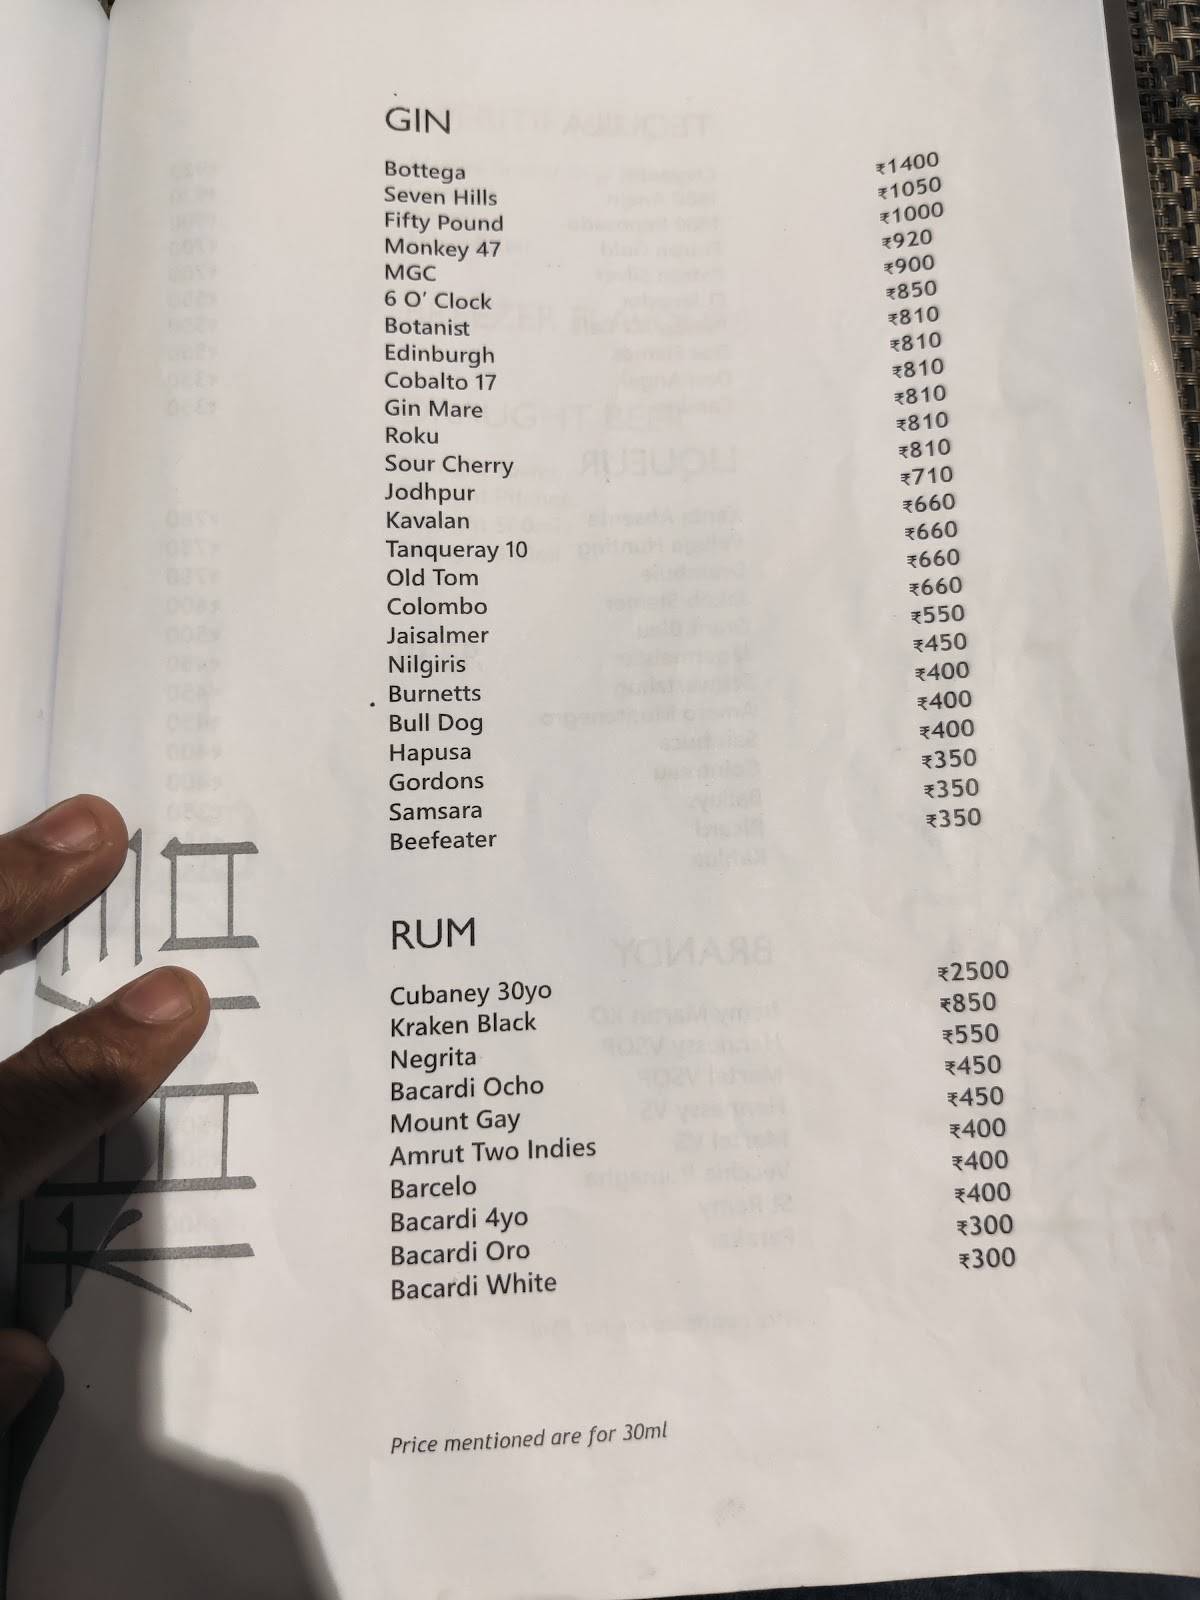 GIN
Bottega ₹1400
Seven Hills ₹1050
Fifty Pound ₹1000
Monkey 47 ₹920
MGC ₹900
6 O' Clock ₹850
Botanist ₹810
Edinburgh ₹810
Cobalto 17 ₹810
Gin Mare ₹810
Roku ₹810
Sour Cherry ₹810
Jodhpur ₹710
Kavalan ₹660
Tanqueray 10 ₹660
Old Tom ₹660
Colombo ₹660
Jaisalmer ₹550
Nilgiris ₹450
Burnetts ₹400
Bull Dog ₹400
Hapusa ₹400
Gordons ₹350
Samsara ₹350
Beefeater ₹350
RUM
Cubaney 30yo ₹2500
Kraken Black ₹850
Negrita ₹550
Bacardi Ocho ₹450
Mount Gay ₹450
Amrut Two Indies ₹400
Barcelo ₹400
Bacardi 4yo ₹400
Bacardi Oro ₹300
Bacardi White ₹300
Price mentioned are for 30ml